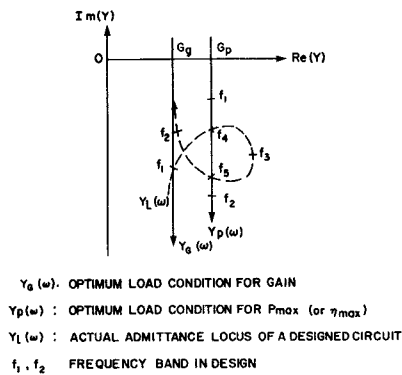 Im(Y)
Gg Gp
O Re(Y)
f1
f2 f4
f3
f1
f5
YL(ω) f2
Yp(ω)
YG(ω)
YG(ω). OPTIMUM LOAD CONDITION FOR GAIN
Yp(ω) : OPTIMUM LOAD CONDITION FOR Pmax (or ηmax)
YL(ω) : ACTUAL ADMITTANCE LOCUS OF A DESIGNED CIRCUIT
f1, f2 FREQUENCY BAND IN DESIGN